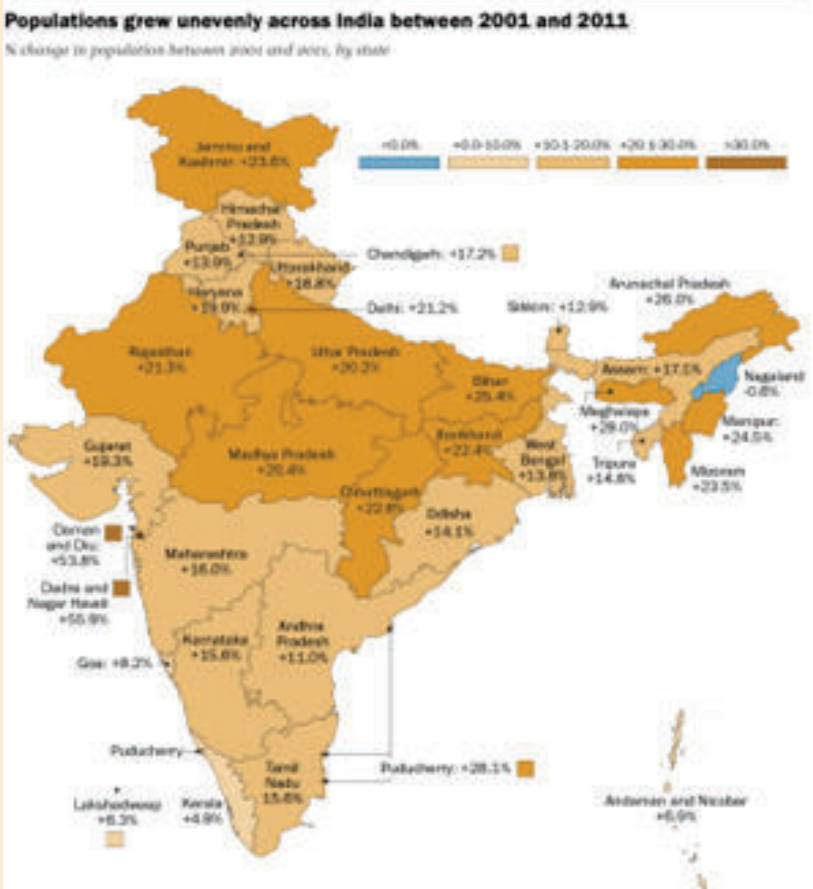 Populations grew unevenly across India between 2001 and 2011
% change in population between 2001 and 2011, by state
<0.0% +0.0-10.0% +10.1-20.0% +20.1-30.0% >30.0%
Jammu and
Kashmir: +23.6%
Himachal
Pradesh
+12.9%
Punjab
+13.9%
Chandigarh: +17.2%
Uttarakhand
+18.8%
Haryana
+19.9%
Delhi: +21.2%
Sikkim: +12.9%
Arunachal Pradesh
+26.0%
Rajasthan
+21.3%
Uttar Pradesh
+20.2%
Bihar
+25.4%
Assam: +17.1%
Nagaland
-0.6%
Meghalaya
+28.0%
Manipur:
+24.5%
Tripura
+14.8%
Mizoram
+23.5%
Gujarat
+19.3%
Madhya Pradesh
+20.4%
Jharkhand
+22.4%
West
Bengal
+13.8%
Chhattisgarh
+22.6%
Odisha
+14.1%
Daman
and Diu:
+53.8%
Maharashtra
+16.0%
Dadra and
Nagar Haveli
+55.9%
Karnataka
+15.6%
Andhra
Pradesh
+11.0%
Goa: +8.2%
Puducherry
Puducherry: +28.1%
Tamil
Nadu
15.6%
Lakshadweep
+6.3%
Kerala
+4.9%
Andaman and Nicobar
+6.9%